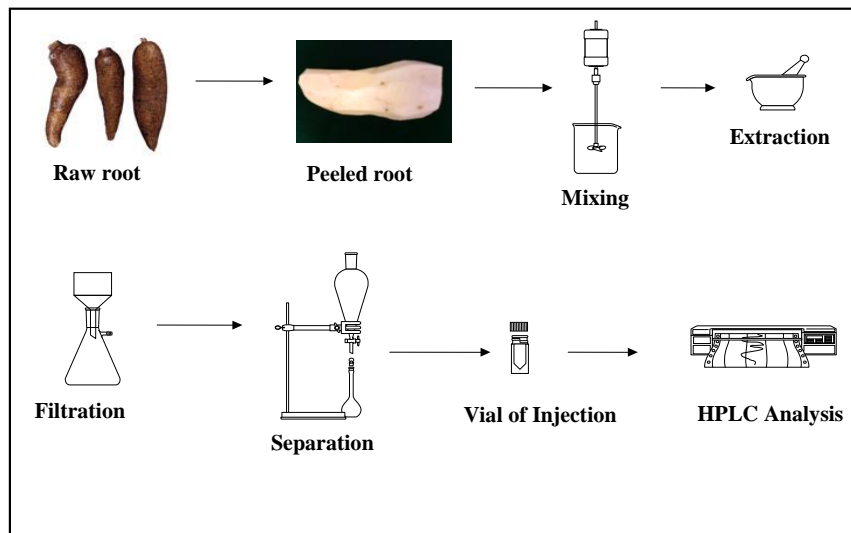 Raw root
Peeled root
Mixing
Extraction
Filtration
Separation
Vial of Injection
HPLC Analysis